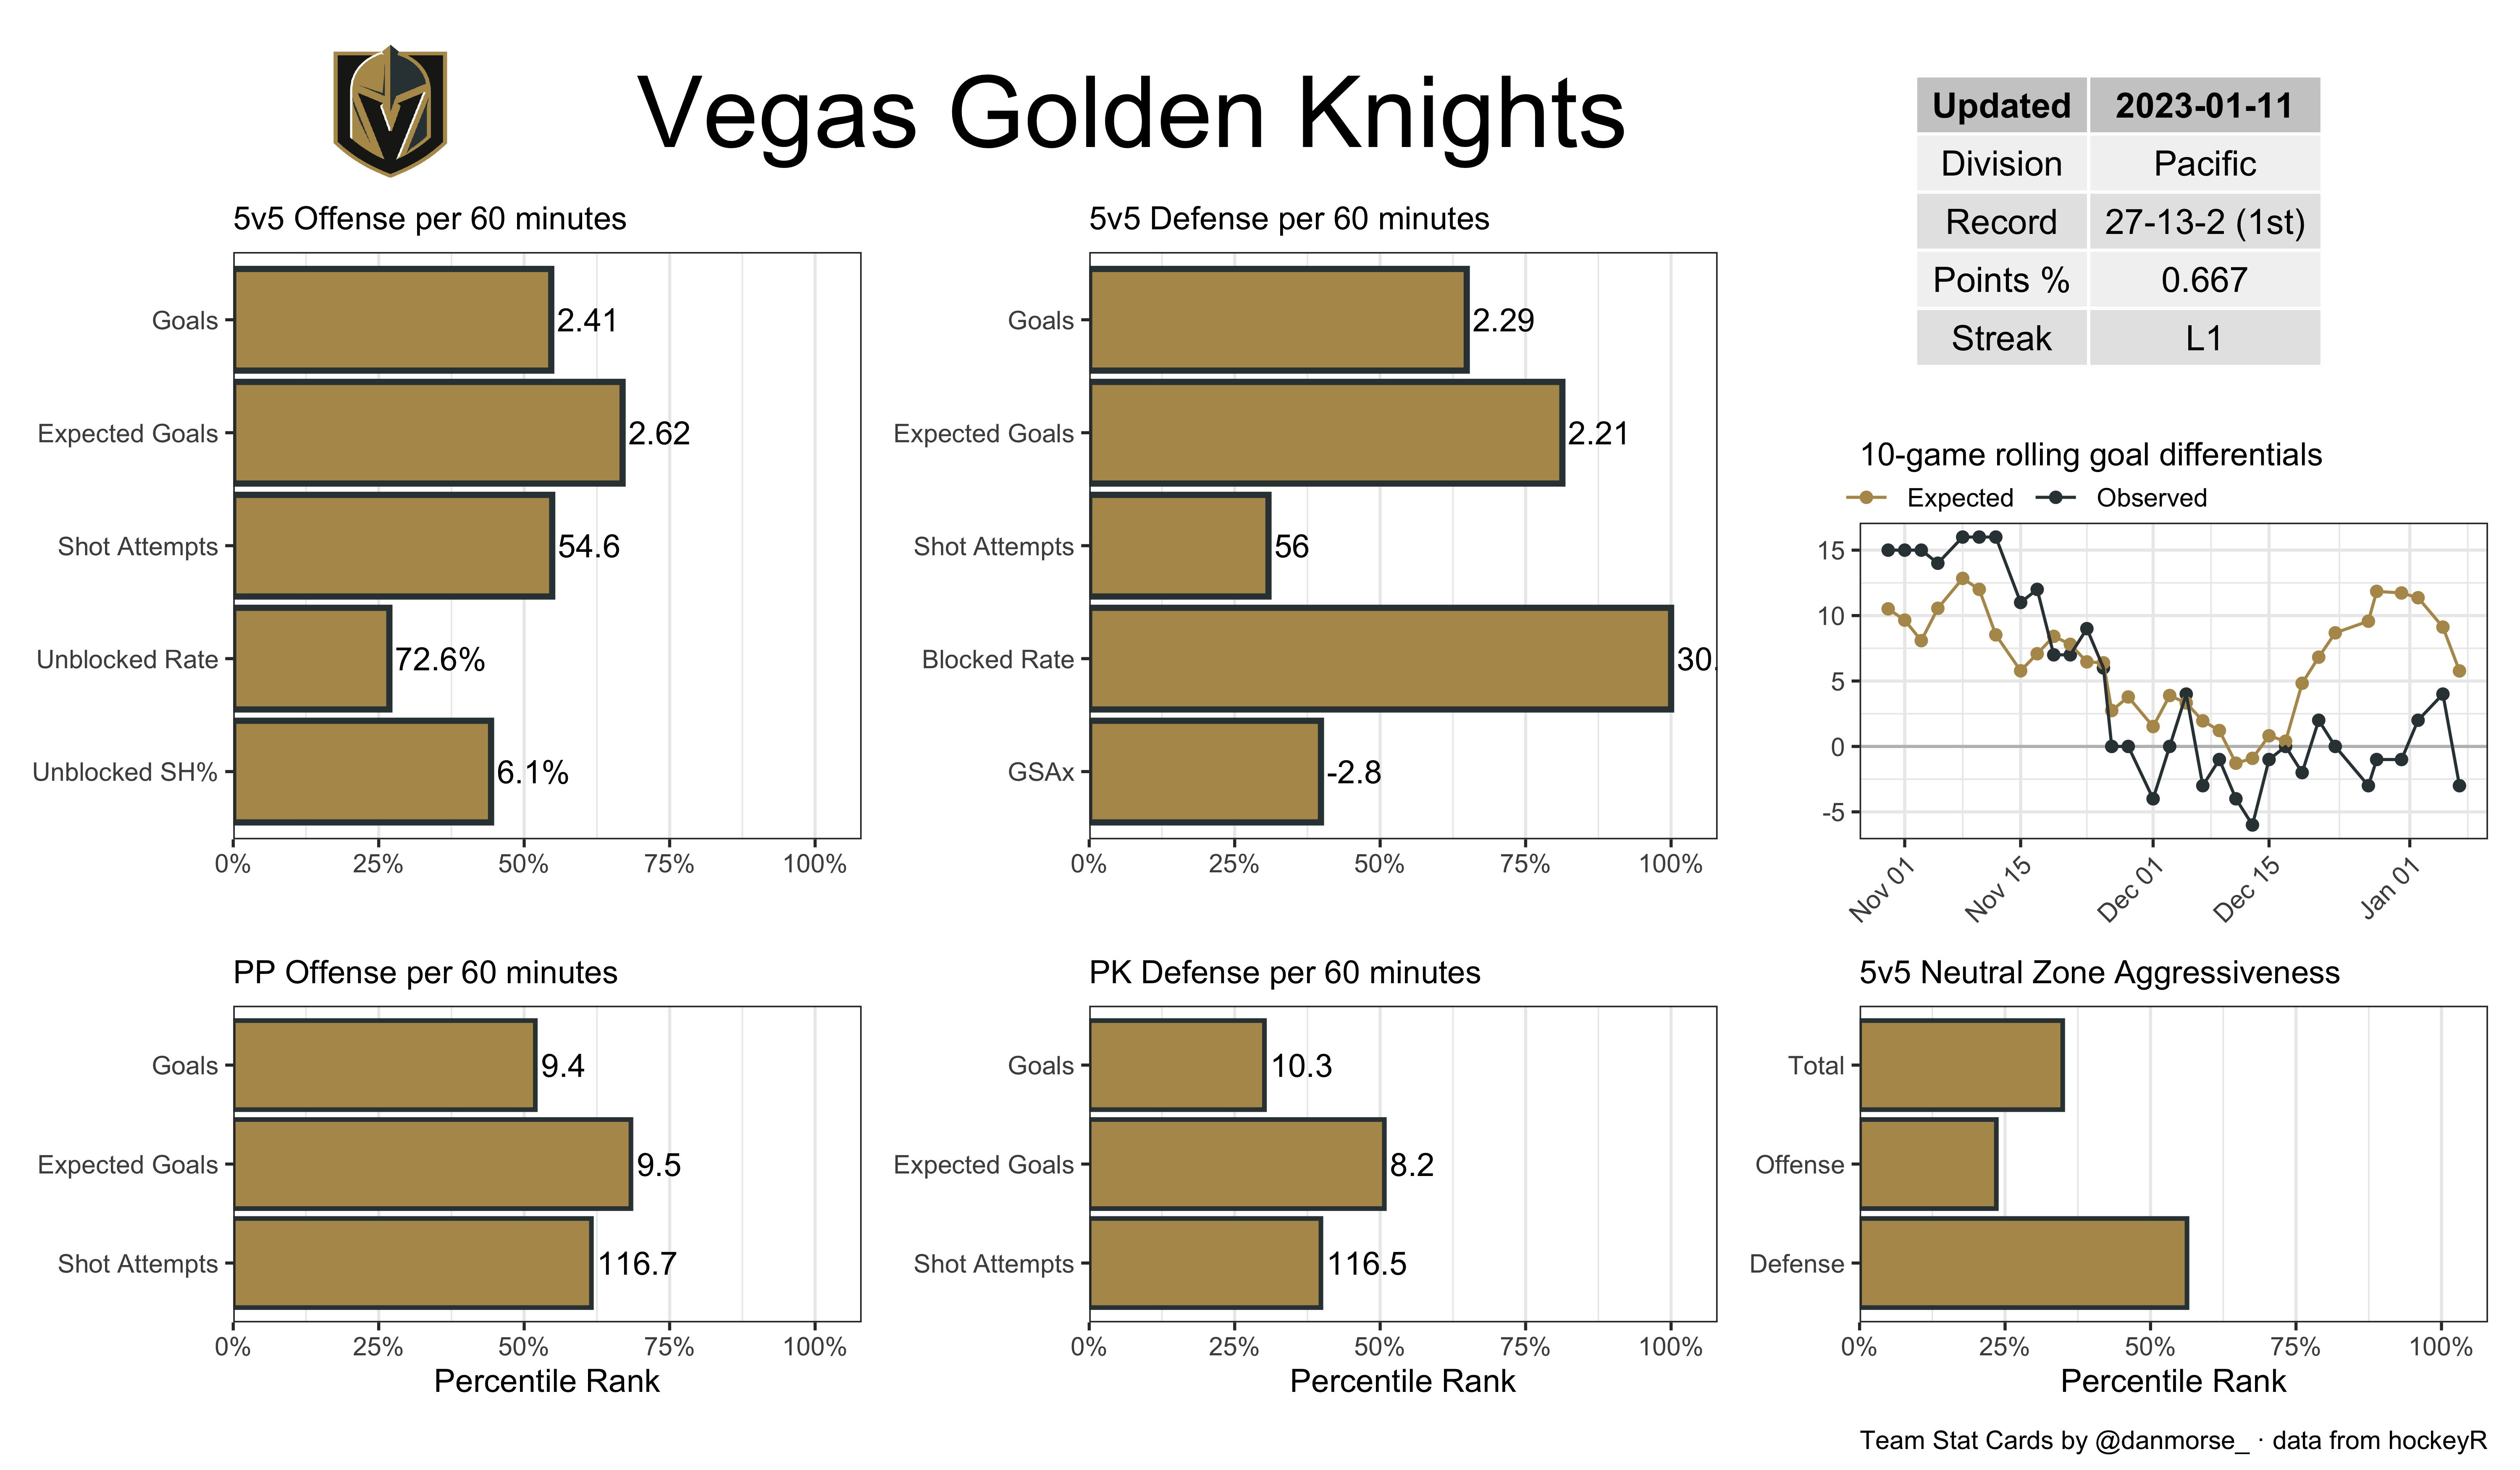 Vegas Golden Knights
Updated 2023-01-11
Division Pacific
Record 27-13-2 (1st)
Points % 0.667
Streak L1
5v5 Offense per 60 minutes
Goals 2.41
Expected Goals 2.62
Shot Attempts 54.6
Unblocked Rate 72.6%
Unblocked SH% 6.1%
0% 25% 50% 75% 100%
5v5 Defense per 60 minutes
Goals 2.29
Expected Goals 2.21
Shot Attempts 56
Blocked Rate 30.
GSAx -2.8
0% 25% 50% 75% 100%
10-game rolling goal differentials
Expected Observed
15
10
5
0
-5
Nov 01 Nov 15 Dec 01 Dec 15 Jan 01
PP Offense per 60 minutes
Goals 9.4
Expected Goals 9.5
Shot Attempts 116.7
0% 25% 50% 75% 100%
Percentile Rank
PK Defense per 60 minutes
Goals 10.3
Expected Goals 8.2
Shot Attempts 116.5
0% 25% 50% 75% 100%
Percentile Rank
5v5 Neutral Zone Aggressiveness
Total
Offense
Defense
0% 25% 50% 75% 100%
Percentile Rank
Team Stat Cards by @danmorse_ · data from hockeyR